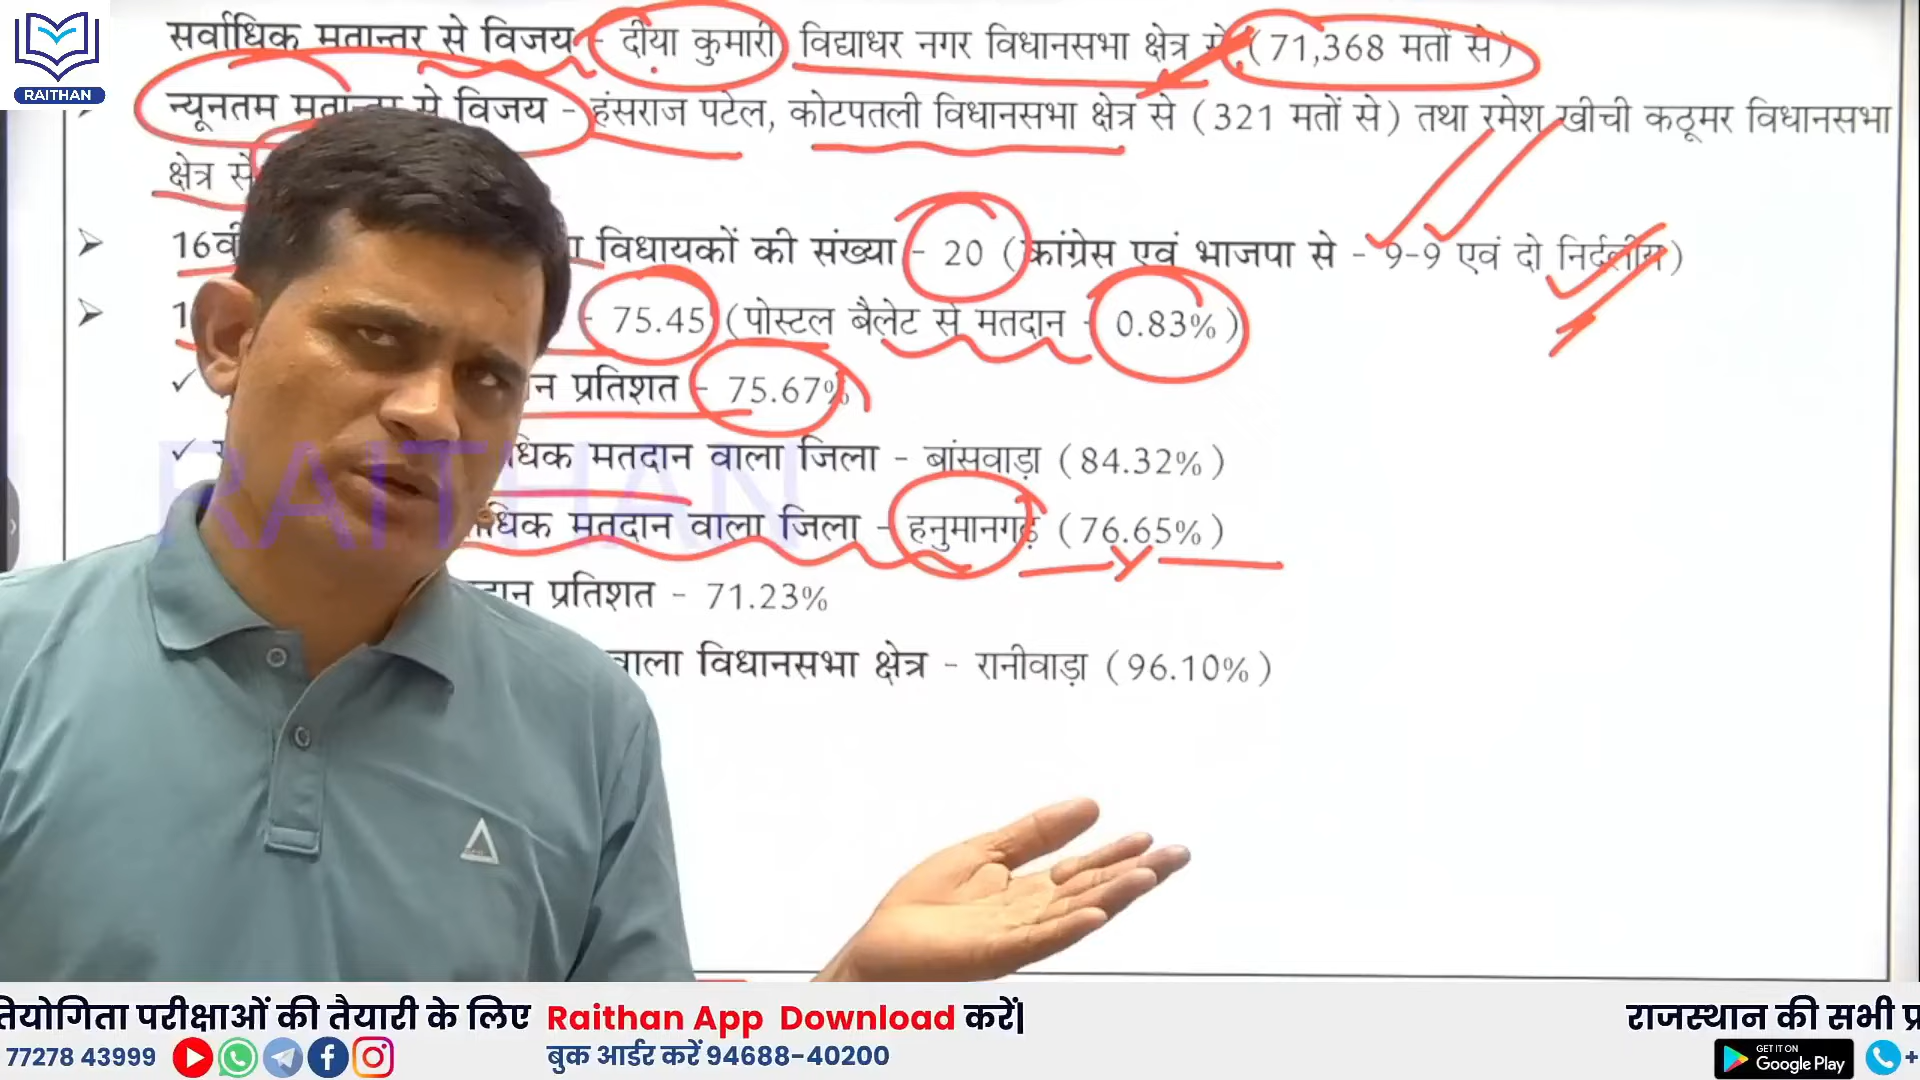 RAITHAN
सर्वाधिक मतान्तर से विजय - दीया कुमारी विद्याधर नगर विधानसभा क्षेत्र से (71,368 मतों से)
न्यूनतम मतान्तर से विजय - हंसराज पटेल, कोटपतली विधानसभा क्षेत्र से (321 मतों से) तथा रमेश खीची कठूमर विधानसभा
क्षेत्र से
16वीं विधायकों की संख्या - 20 (कांग्रेस एवं भाजपा से - 9-9 एवं दो निर्दलीय)
- 75.45 (पोस्टल बैलेट से मतदान - 0.83%)
प्रतिशत - 75.67%
मतदान वाला जिला - बांसवाड़ा (84.32%)
मतदान वाला जिला - हनुमानगढ़ (76.65%)
प्रतिशत - 71.23%
वाला विधानसभा क्षेत्र - रानीवाड़ा (96.10%)
RAITHAN
तियोगिता परीक्षाओं की तैयारी के लिए Raithan App Download करें| राजस्थान की सभी प्र
77278 43999 बुक आर्डर करें 94688-40200 GET IT ON Google Play +